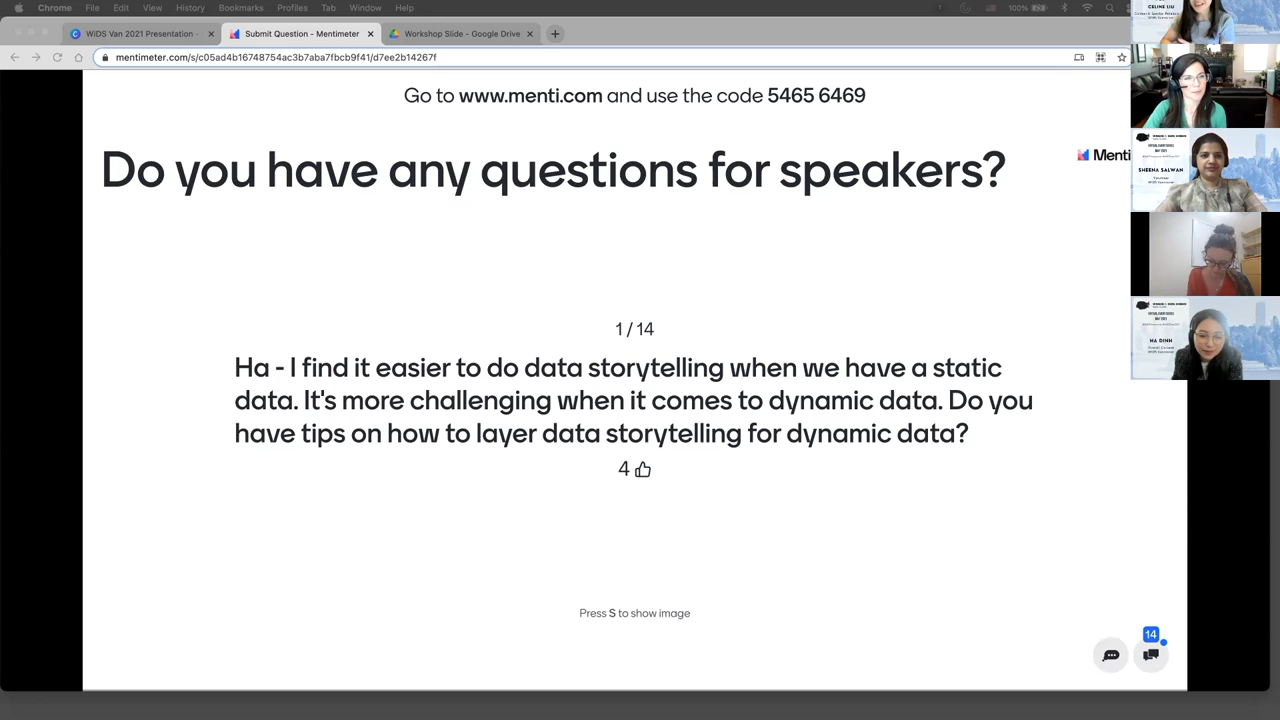 Chrome File Edit View History Bookmarks Profiles Tab Window Help
100%
WiDS Van 2021 Presentation -
Submit Question - Mentimeter
Workshop Slide - Google Drive
mentimeter.com/s/c05ad4b16748754ac3b7aba7fbcb9f41/d7ee2b14267f
Go to www.menti.com and use the code 5465 6469
Do you have any questions for speakers?
Menti
1 / 14
Ha - I find it easier to do data storytelling when we have a static
data. It's more challenging when it comes to dynamic data. Do you
have tips on how to layer data storytelling for dynamic data?
4
Press S to show image
14
CELINE LIU
SHEENA SALWAN
Volunteer
HA DINH